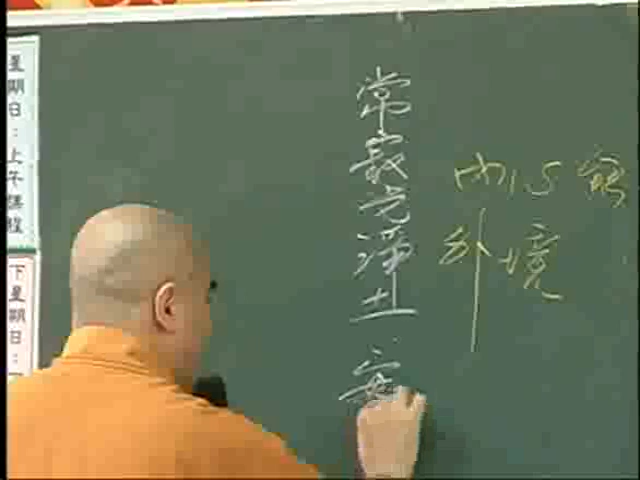 常寂光淨土
內心
外境
星期日：上午課程
下星期日：